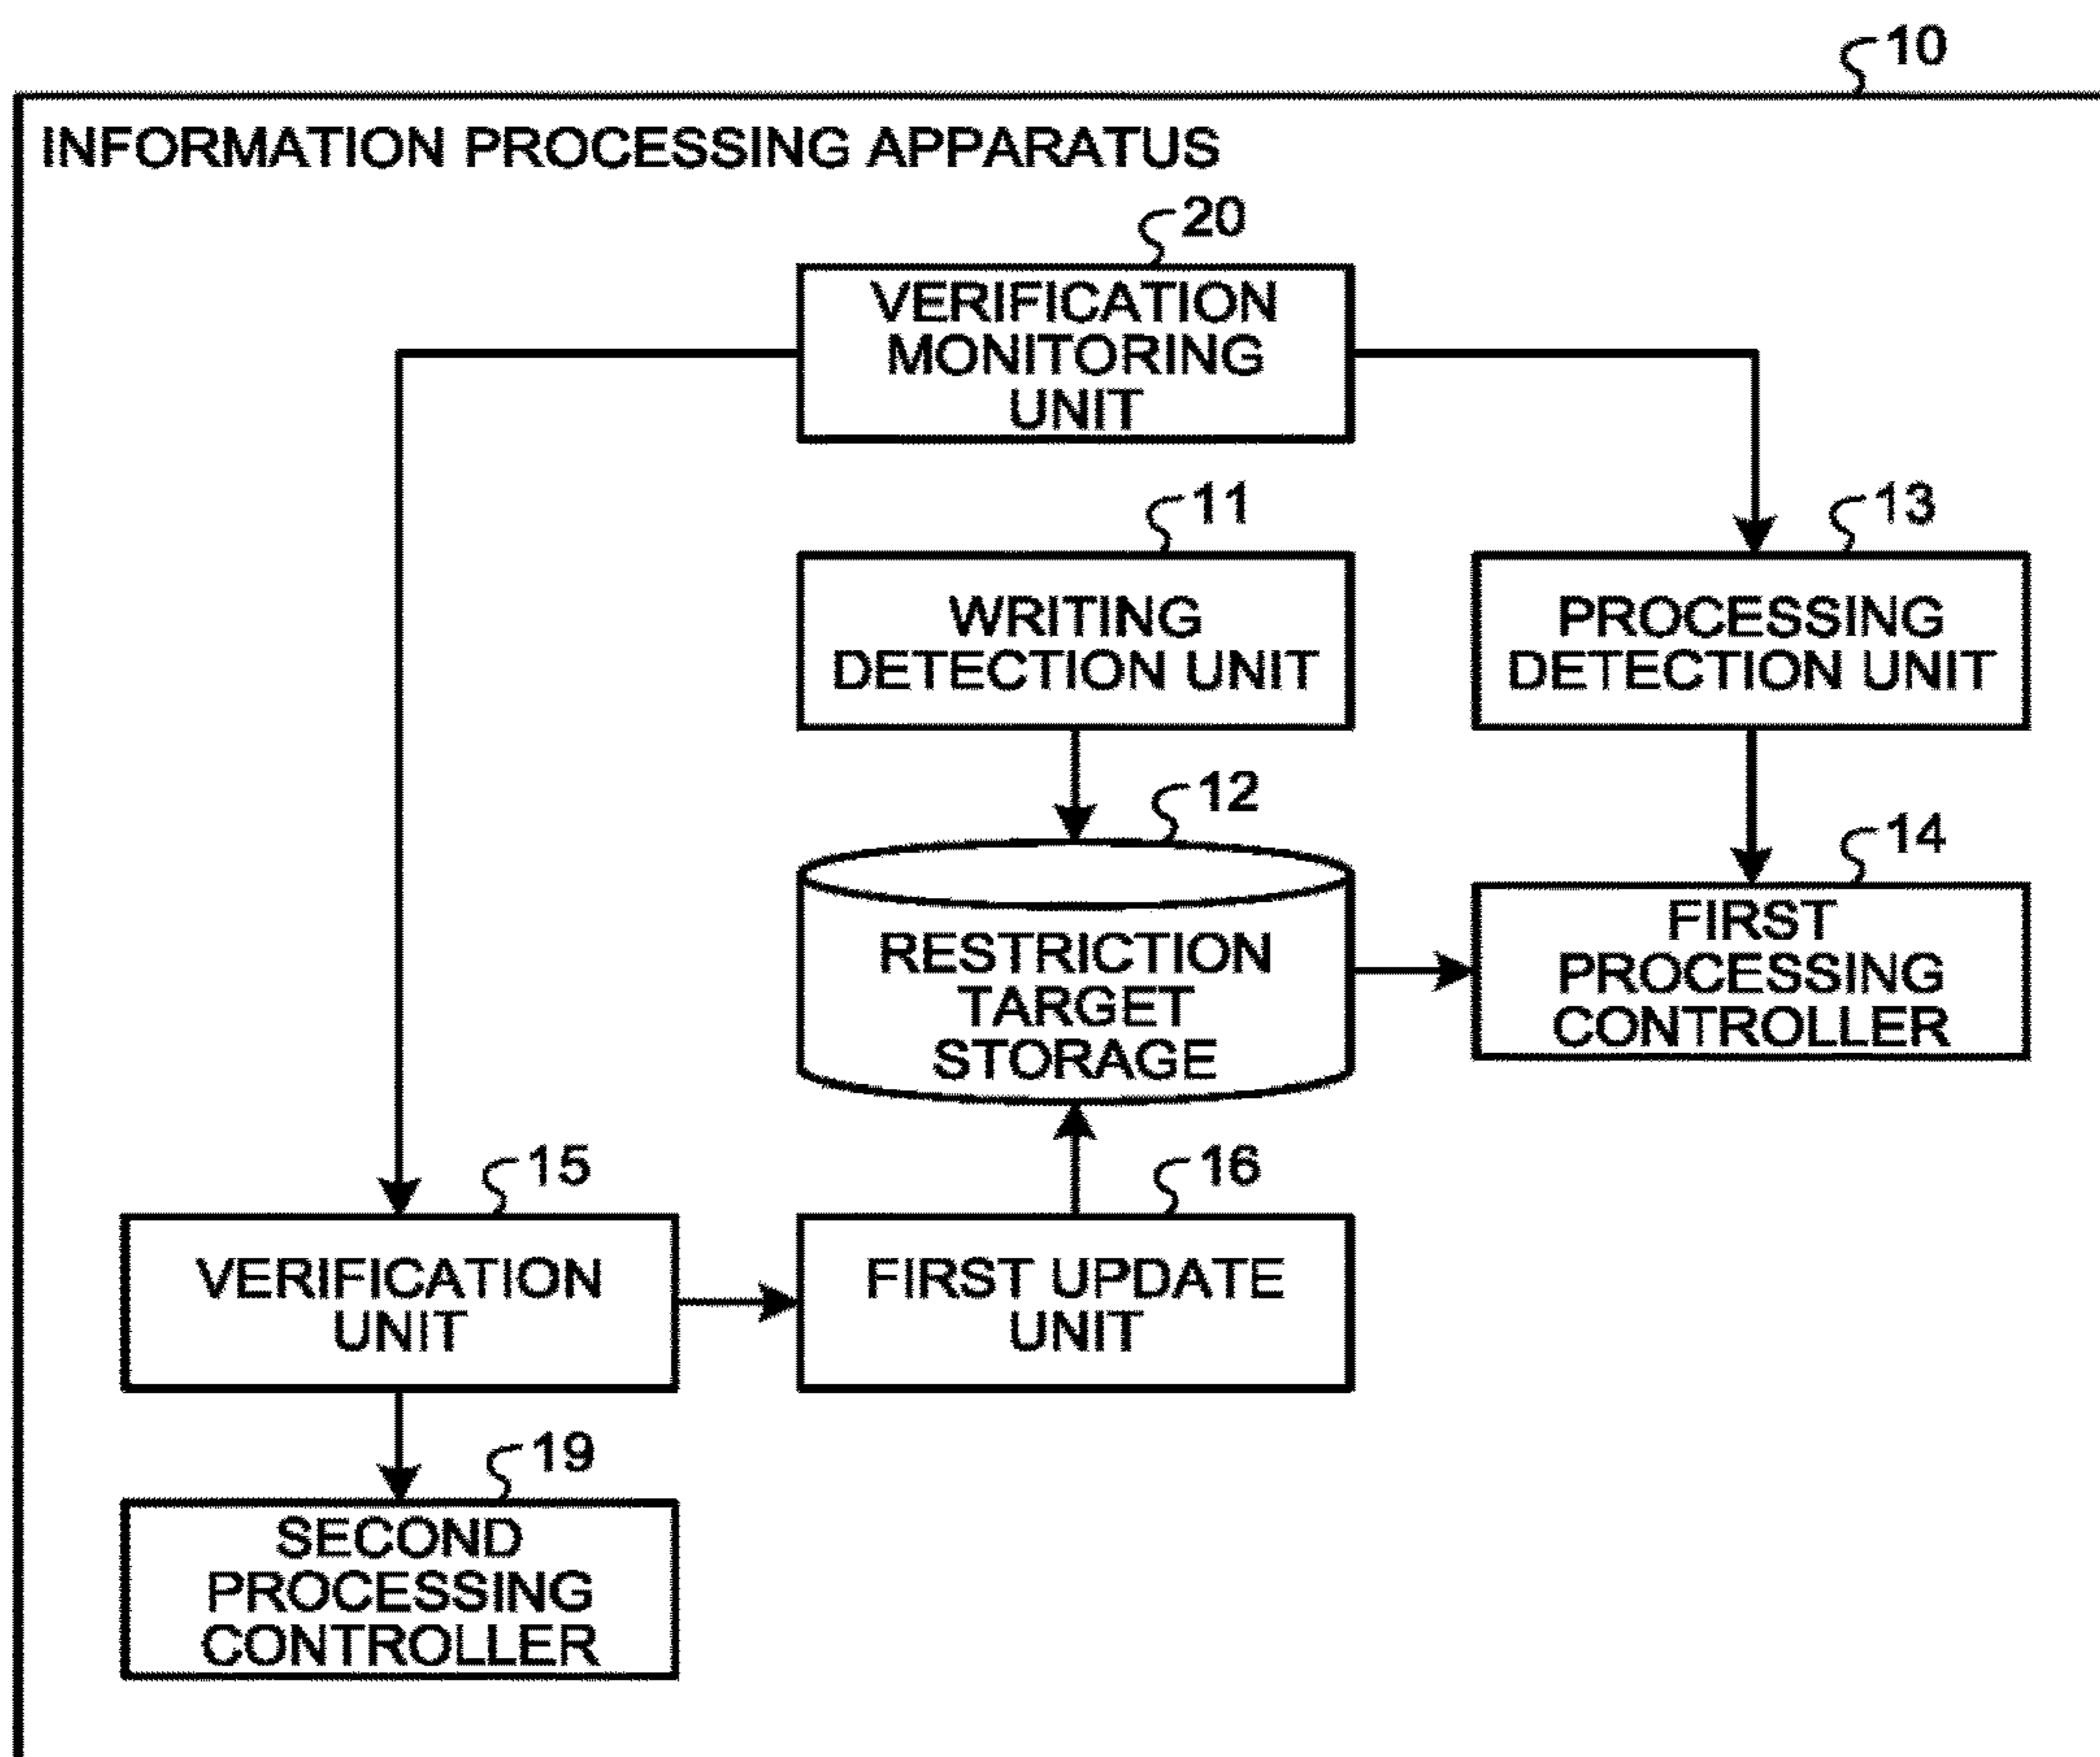 10
INFORMATION PROCESSING APPARATUS
20
VERIFICATION
MONITORING
UNIT
11
WRITING
DETECTION UNIT
13
PROCESSING
DETECTION UNIT
12
RESTRICTION
TARGET
STORAGE
14
FIRST
PROCESSING
CONTROLLER
15
VERIFICATION
UNIT
16
FIRST UPDATE
UNIT
19
SECOND
PROCESSING
CONTROLLER